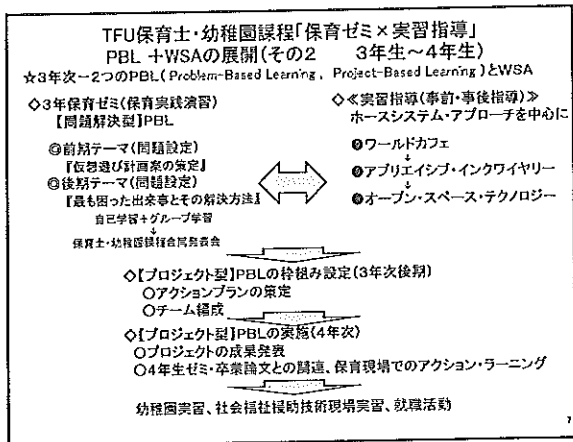 TFU保育士・幼稚園課程「保育ゼミ×実習指導」
PBL +WSAの展開(その2 3年生～4年生)
☆3年次－2つのPBL(Problem-Based Learning, Project-Based Learning)とWSA
◇3年保育ゼミ(保育実践演習)
【問題解決型】PBL
◎前期テーマ(問題設定)
『仮想遊び計画案の策定』
◎後期テーマ(問題設定)
『最も困った出来事とその解決方法』
自己学習+グループ学習
↓
保育士・幼稚園課程合同発表会
◇≪実習指導(事前・事後指導)≫
ホースシステム・アプローチを中心に
ワールドカフェ
↓
アプリエイシブ・インクワイヤリー
↓
オープン・スペース・テクノロジー
◇【プロジェクト型】PBLの枠組み設定(3年次後期)
○アクションプランの策定
○チーム編成
◇【プロジェクト型】PBLの実施(4年次)
○プロジェクトの成果発表
○4年生ゼミ・卒業論文との関連、保育現場でのアクション・ラーニング
幼稚園実習、社会福祉援助技術現場実習、就職活動
7